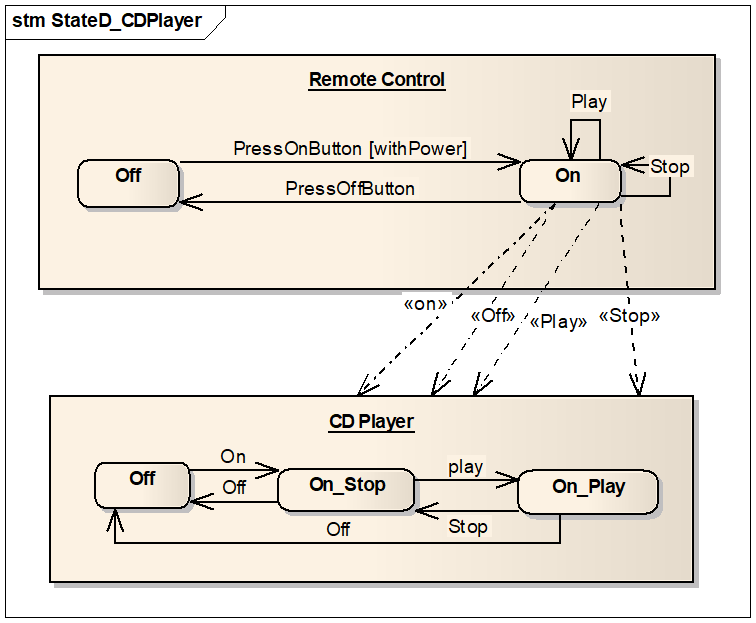 stm StateD_CDPlayer
Remote Control
Play
PressOnButton [withPower]
Off
On
Stop
PressOffButton
«on»
«Off»
«Play»
«Stop»
CD Player
On
play
Off
Off
On_Stop
On_Play
Stop
Off